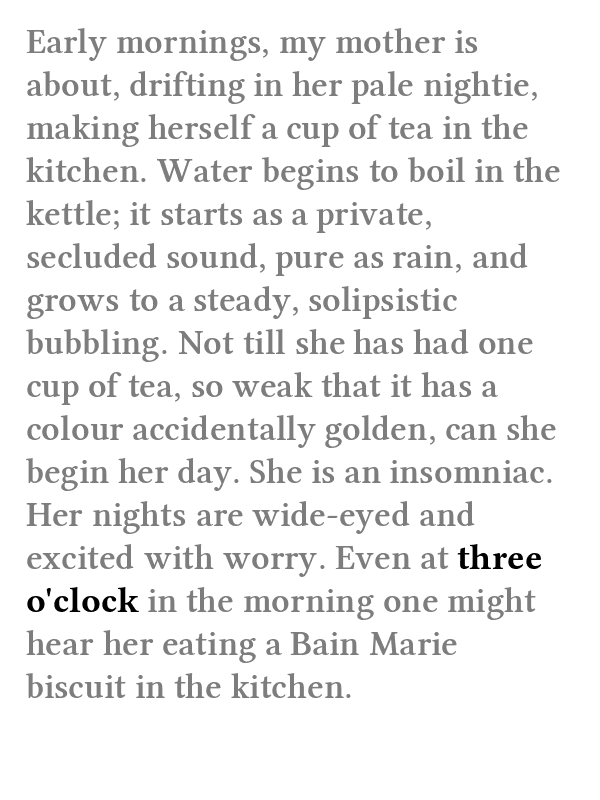 Early mornings, my mother is
about, drifting in her pale nightie,
making herself a cup of tea in the
kitchen. Water begins to boil in the
kettle; it starts as a private,
secluded sound, pure as rain, and
grows to a steady, solipsistic
bubbling. Not till she has had one
cup of tea, so weak that it has a
colour accidentally golden, can she
begin her day. She is an insomniac.
Her nights are wide-eyed and
excited with worry. Even at three
o'clock in the morning one might
hear her eating a Bain Marie
biscuit in the kitchen.